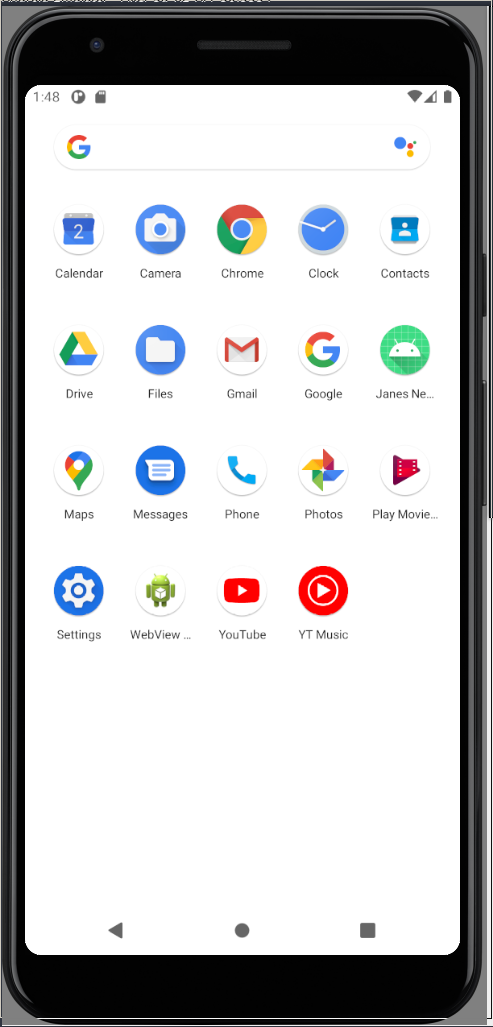 1:48
2
Calendar Camera Chrome Clock Contacts
Drive Files Gmail Google Janes Ne...
Maps Messages Phone Photos Play Movie...
Settings WebView ... YouTube YT Music